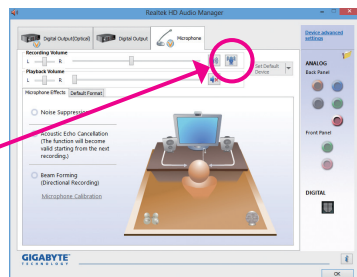 Realtek HD Audio Manager
Digital Output(Optical)
Digital Output
Microphone
Device advanced settings
Recording Volume
L R
Set Default Device
Playback Volume
L R
ANALOG
Back Panel
Microphone Effects
Default Format
Noise Suppression
Acoustic Echo Cancellation
(The function will become
valid starting from the next
recording.)
Front Panel
Beam Forming
(Directional Recording)
Microphone Calibration
DIGITAL
GIGABYTE
TECHNOLOGY
OK